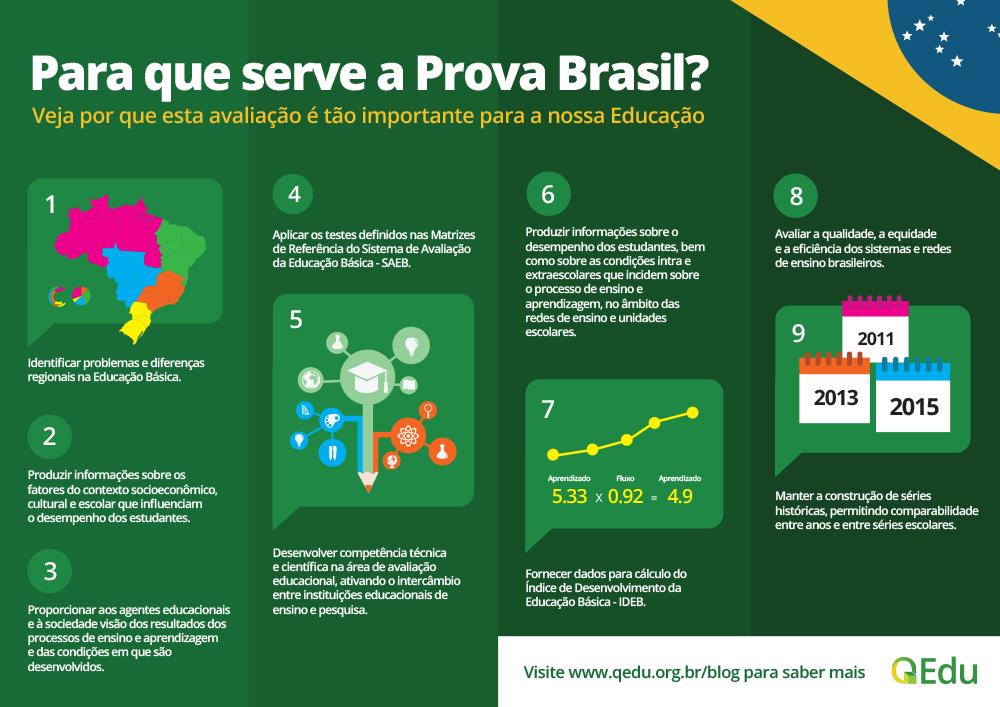 Para que serve a Prova Brasil?
Veja por que esta avaliação é tão importante para a nossa Educação
1
Identificar problemas e diferenças
regionais na Educação Básica.
2
Produzir informações sobre os
fatores do contexto socioeconômico,
cultural e escolar que influenciam
o desempenho dos estudantes.
3
Proporcionar aos agentes educacionais
e à sociedade visão dos resultados dos
processos de ensino e aprendizagem
e das condições em que são
desenvolvidos.
4
Aplicar os testes definidos nas Matrizes
de Referência do Sistema de Avaliação
da Educação Básica - SAEB.
5
Desenvolver competência técnica
e científica na área de avaliação
educacional, ativando o intercâmbio
entre instituições educacionais de
ensino e pesquisa.
6
Produzir informações sobre o
desempenho dos estudantes, bem
como sobre as condições intra e
extraescolares que incidem sobre
o processo de ensino e
aprendizagem, no âmbito das
redes de ensino e unidades
escolares.
7
Aprendizado Fluxo Aprendizado
5.33 x 0.92 = 4.9
Fornecer dados para cálculo do
Índice de Desenvolvimento da
Educação Básica - IDEB.
8
Avaliar a qualidade, a equidade
e a eficiência dos sistemas e redes
de ensino brasileiros.
9
2011
2013
2015
Manter a construção de séries
históricas, permitindo comparabilidade
entre anos e entre séries escolares.
Visite www.qedu.org.br/blog para saber mais
QEdu